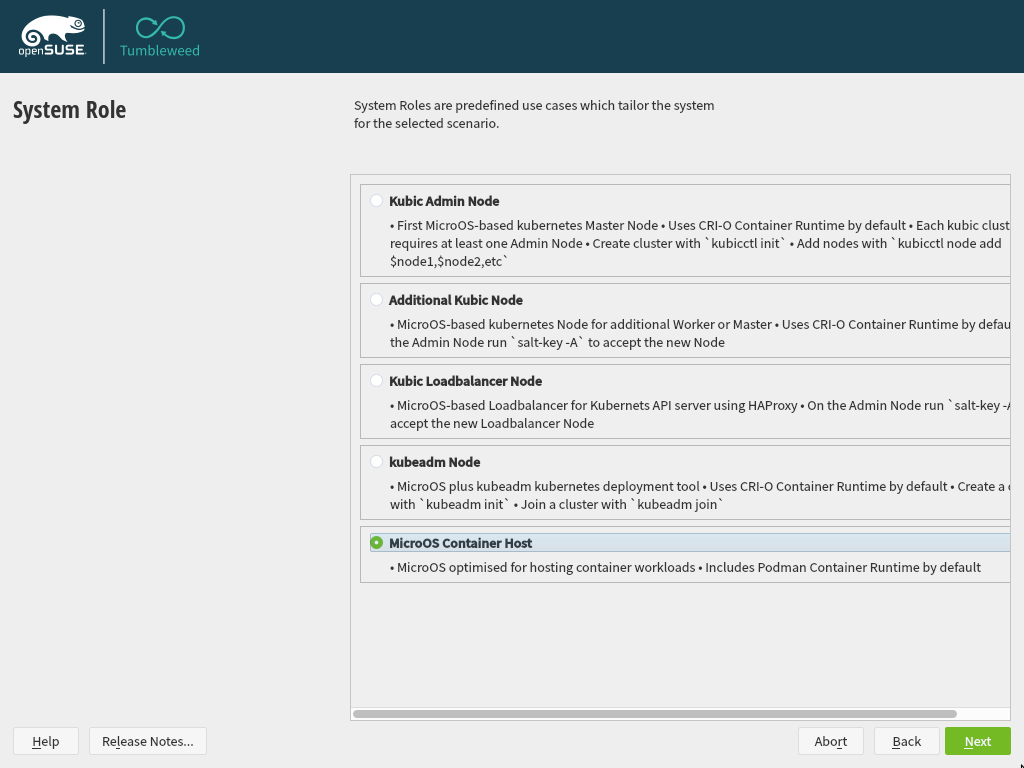 openSUSE
Tumbleweed
System Role
System Roles are predefined use cases which tailor the system
for the selected scenario.
Kubic Admin Node
• First MicroOS-based kubernetes Master Node • Uses CRI-O Container Runtime by default • Each kubic clust
requires at least one Admin Node • Create cluster with `kubicctl init` • Add nodes with `kubicctl node add
$node1,$node2,etc`
Additional Kubic Node
• MicroOS-based kubernetes Node for additional Worker or Master • Uses CRI-O Container Runtime by defau
the Admin Node run `salt-key -A` to accept the new Node
Kubic Loadbalancer Node
• MicroOS-based Loadbalancer for Kubernets API server using HAProxy • On the Admin Node run `salt-key -A
accept the new Loadbalancer Node
kubeadm Node
• MicroOS plus kubeadm kubernetes deployment tool • Uses CRI-O Container Runtime by default • Create a
with `kubeadm init` • Join a cluster with `kubeadm join`
MicroOS Container Host
• MicroOS optimised for hosting container workloads • Includes Podman Container Runtime by default
Help
Release Notes...
Abort
Back
Next